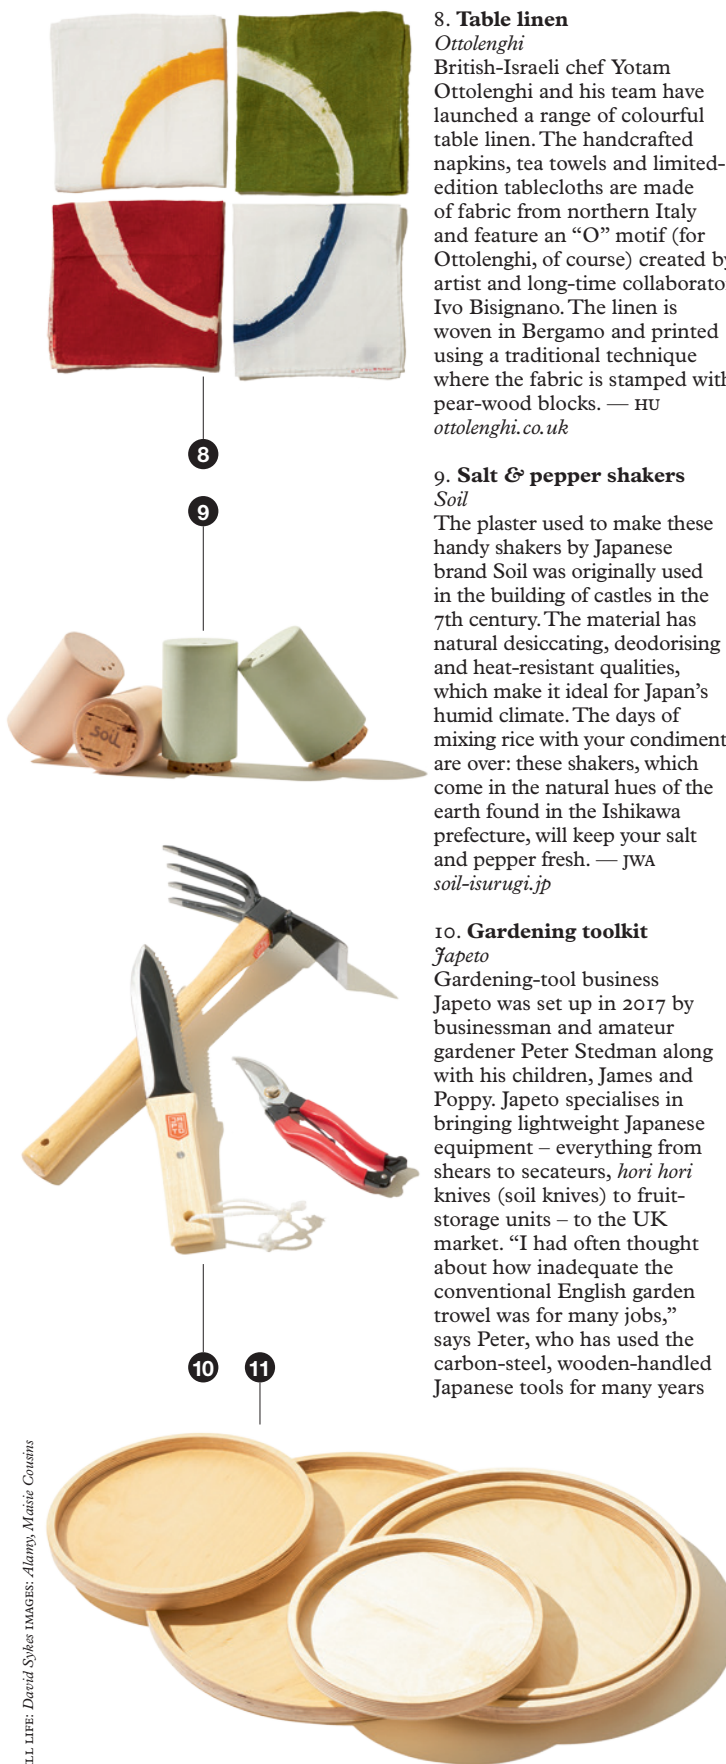 8. Table linen
Ottolenghi
British-Israeli chef Yotam
Ottolenghi and his team have
launched a range of colourful
table linen. The handcrafted
napkins, tea towels and limited-
edition tablecloths are made
of fabric from northern Italy
and feature an “O” motif (for
Ottolenghi, of course) created by
artist and long-time collaborato
Ivo Bisignano. The linen is
woven in Bergamo and printed
using a traditional technique
where the fabric is stamped with
pear-wood blocks. — HU
ottolenghi.co.uk
8
9
9. Salt & pepper shakers
Soil
The plaster used to make these
handy shakers by Japanese
brand Soil was originally used
in the building of castles in the
7th century. The material has
natural desiccating, deodorising
and heat-resistant qualities,
which make it ideal for Japan’s
humid climate. The days of
mixing rice with your condiment
are over: these shakers, which
come in the natural hues of the
earth found in the Ishikawa
prefecture, will keep your salt
and pepper fresh. — JWA
soil-isurugi.jp
soil
10. Gardening toolkit
Japeto
Gardening-tool business
Japeto was set up in 2017 by
businessman and amateur
gardener Peter Stedman along
with his children, James and
Poppy. Japeto specialises in
bringing lightweight Japanese
equipment – everything from
shears to secateurs, hori hori
knives (soil knives) to fruit-
storage units – to the UK
market. “I had often thought
about how inadequate the
conventional English garden
trowel was for many jobs,”
says Peter, who has used the
carbon-steel, wooden-handled
Japanese tools for many years
10
11
LL LIFE: David Sykes IMAGES: Alamy, Maisie Cousins